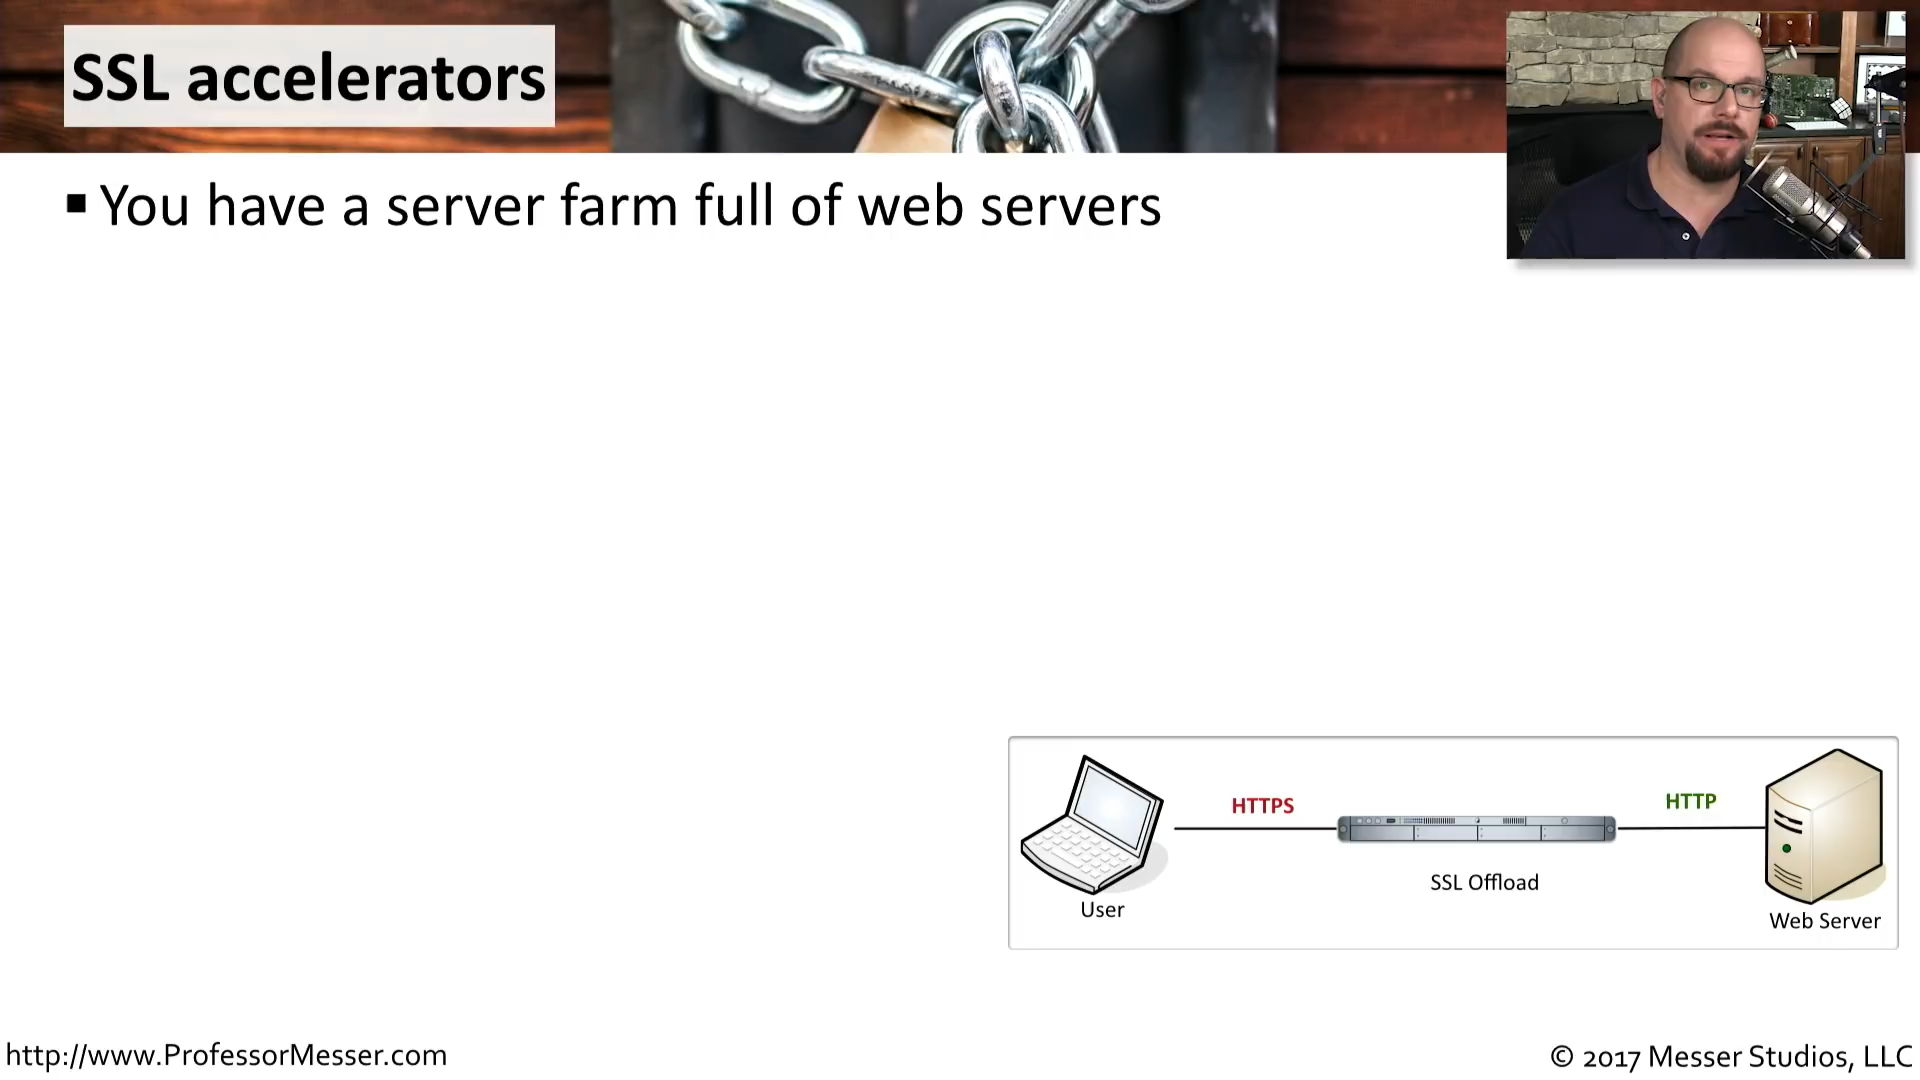 SSL accelerators
▪ You have a server farm full of web servers
HTTPS
HTTP
SSL Offload
User
Web Server
http://www.ProfessorMesser.com
© 2017 Messer Studios, LLC